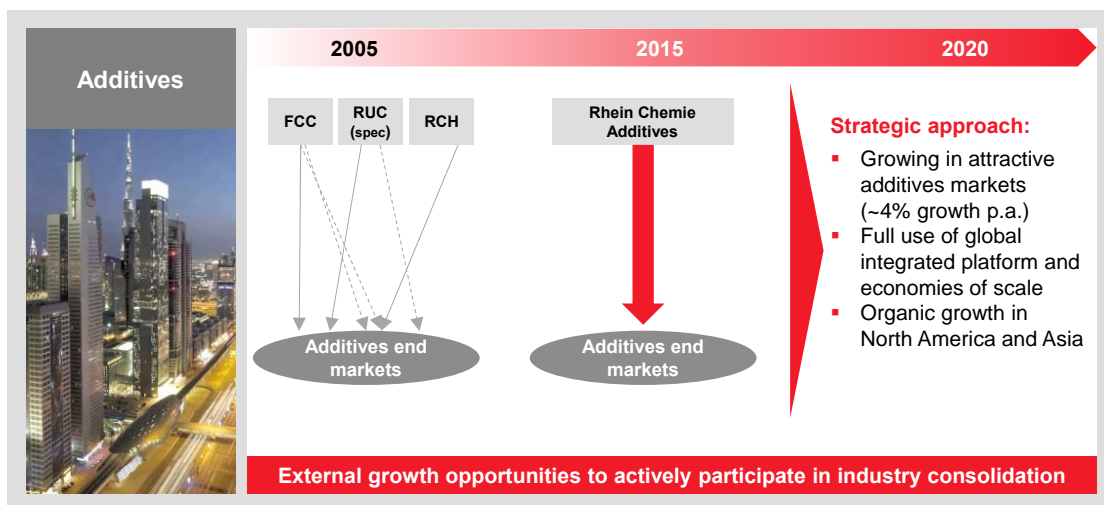 Additives
2005
2015
2020
FCC
RUC
(spec)
RCH
Rhein Chemie
Additives
Additives end
markets
Additives end
markets
Strategic approach:
▪ Growing in attractive
additives markets
(~4% growth p.a.)
▪ Full use of global
integrated platform and
economies of scale
▪ Organic growth in
North America and Asia
External growth opportunities to actively participate in industry consolidation